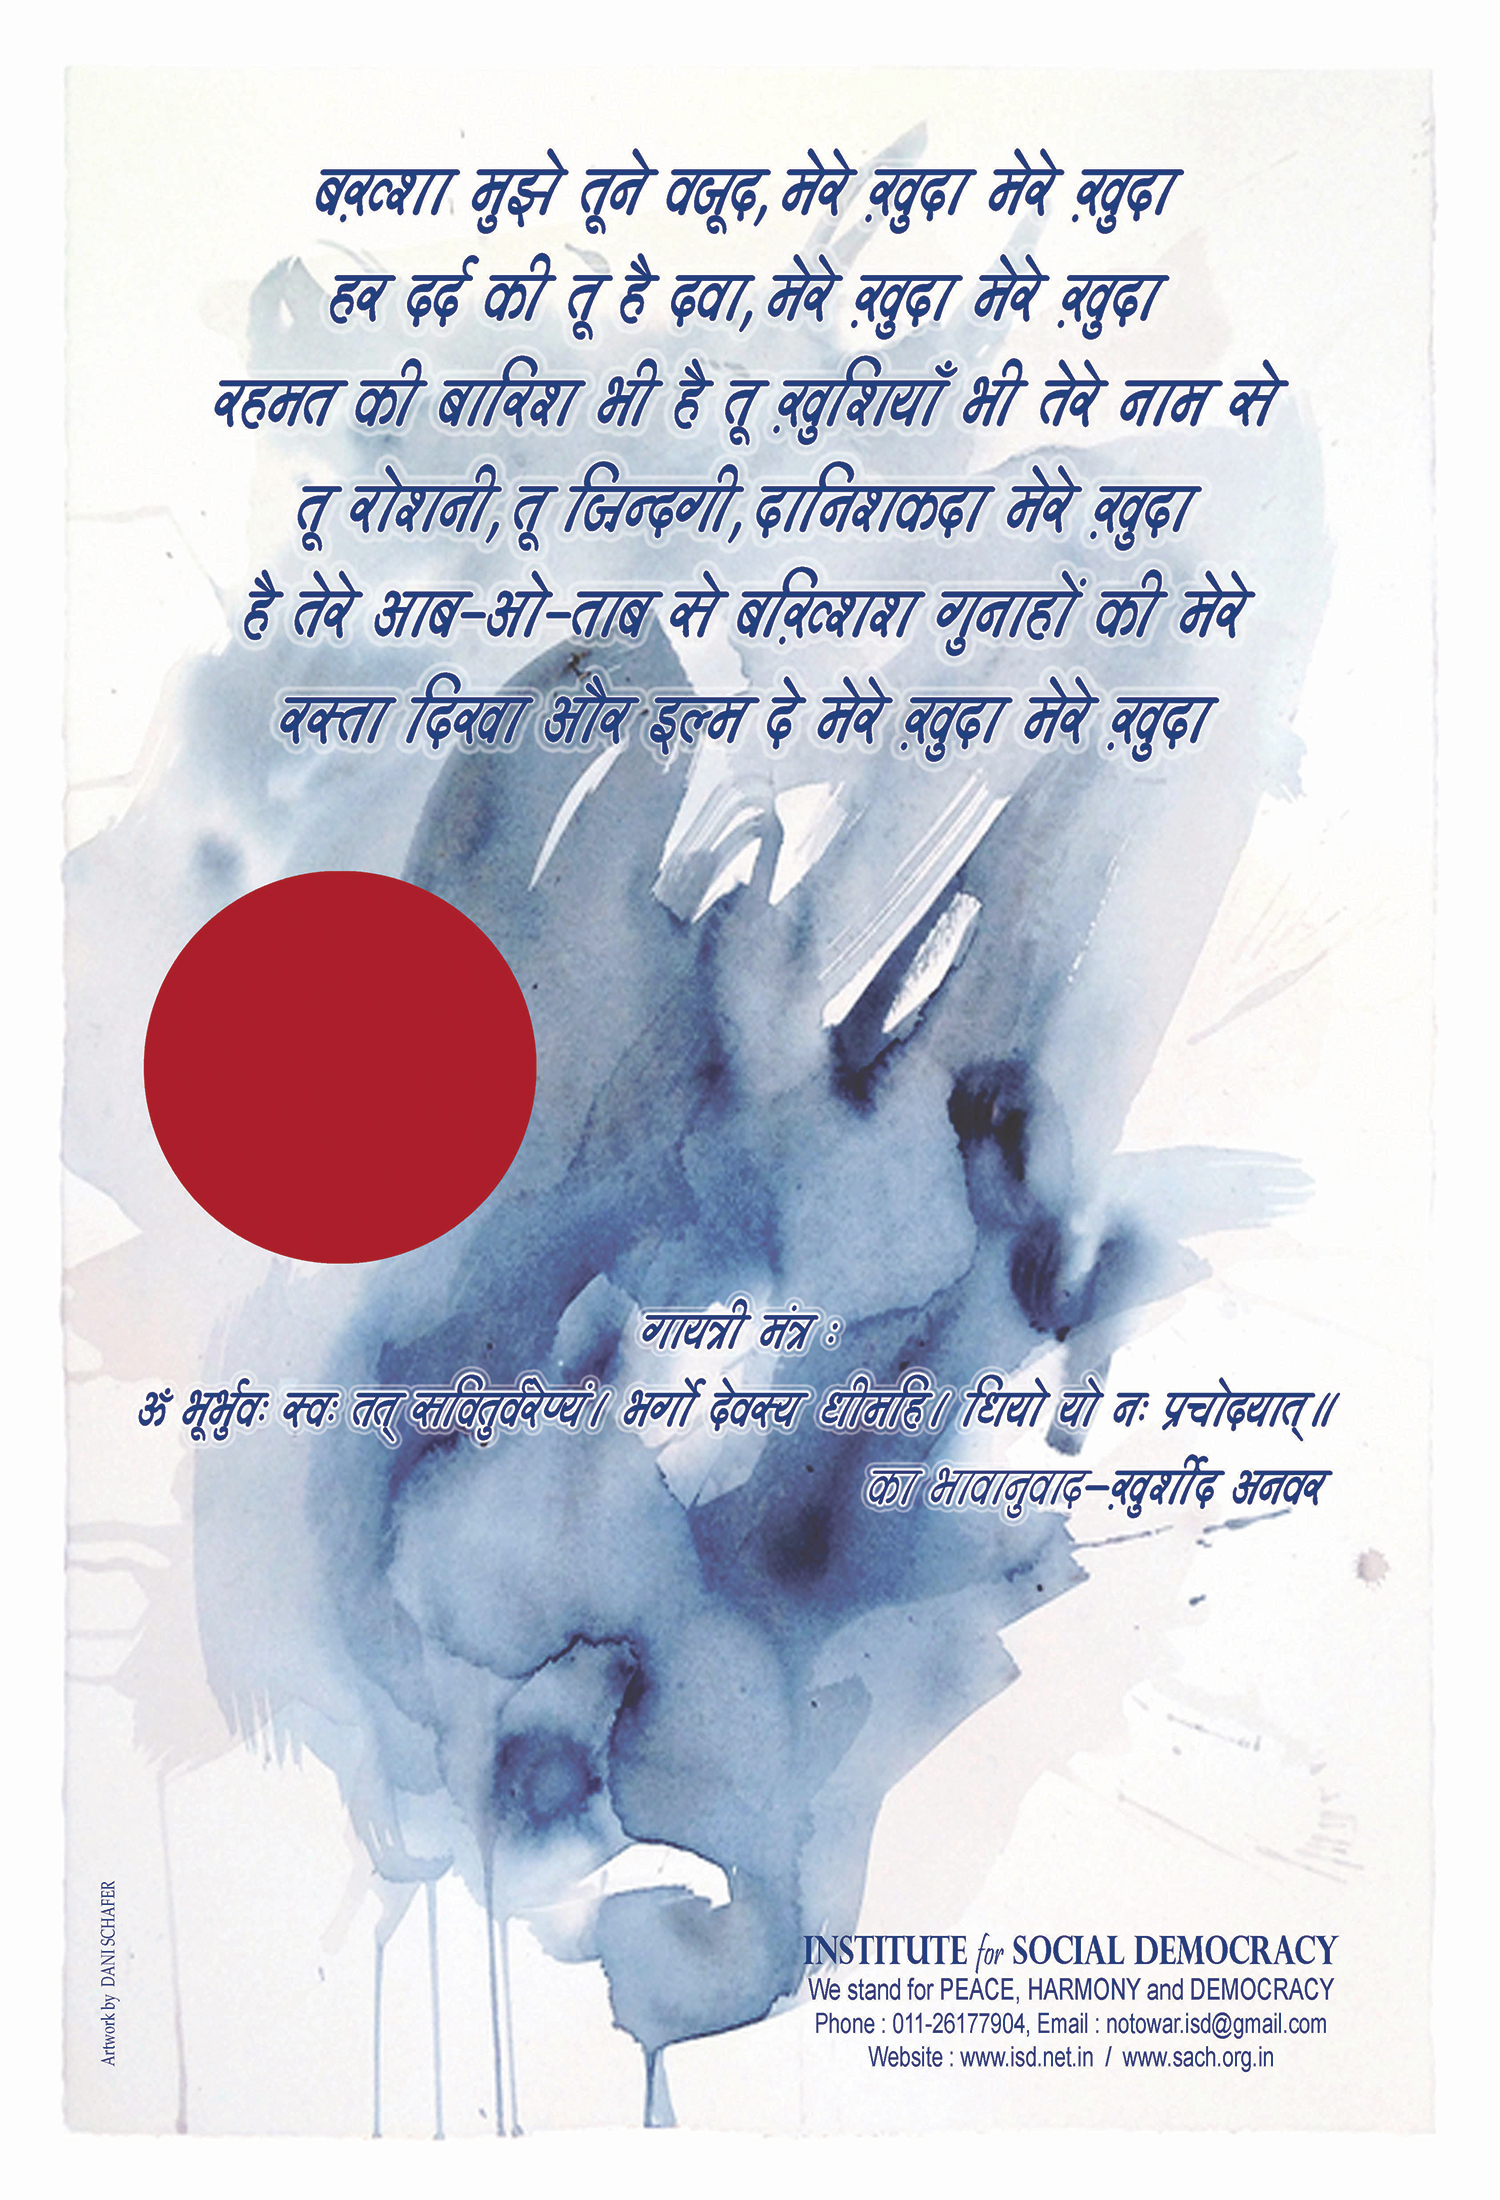 बख़्शा मुझे तूने वजूद, मेरे ख़ुदा मेरे ख़ुदा
हर दर्द की तू है दवा, मेरे ख़ुदा मेरे ख़ुदा
रहमत की बारिश भी है तू ख़ुशियाँ भी तेरे नाम से
तू रोशनी, तू जिन्दगी, दानिशकदा मेरे ख़ुदा
है तेरे आब-ओ-ताब से बख़्शिश गुनाहों की मेरे
रस्ता दिखा और इल्म दे मेरे ख़ुदा मेरे ख़ुदा
गायत्री मंत्र :
ॐ भूर्भुवः स्वः तत् सवितुर्वरेण्यं। भर्गो देवस्य धीमहि। धियो यो नः प्रचोदयात्॥
का भावानुवाद-ख़ुर्शीद अनवर
Artwork by DANI SCHAFER
INSTITUTE for SOCIAL DEMOCRACY
We stand for PEACE, HARMONY and DEMOCRACY
Phone : 011-26177904, Email : notowar.isd@gmail.com
Website : www.isd.net.in / www.sach.org.in